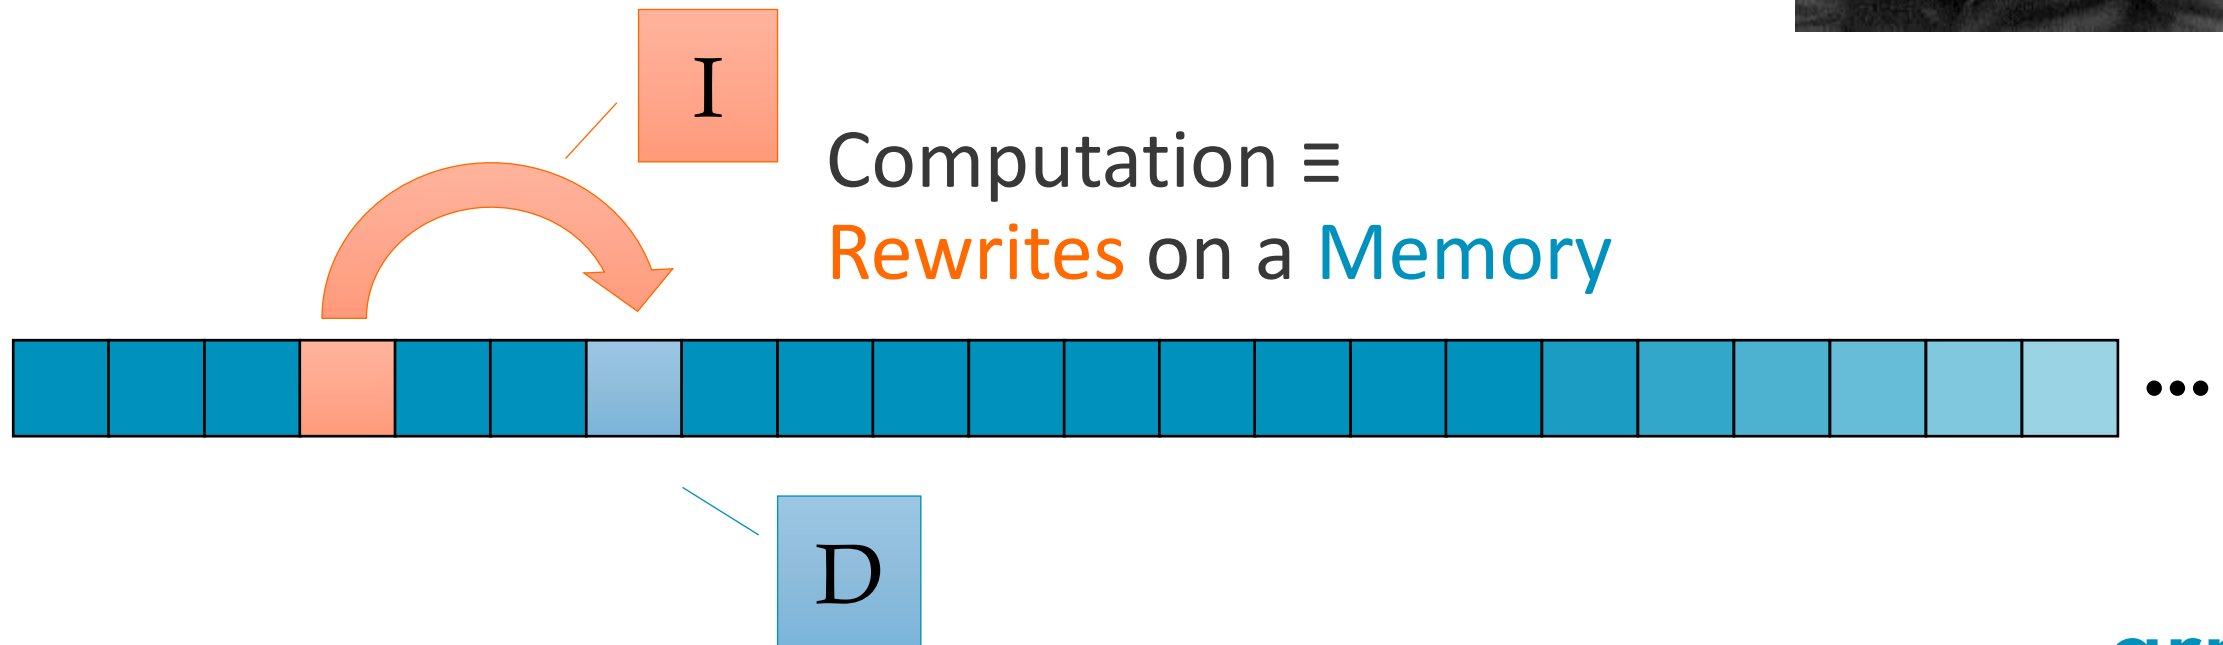 I
Computation ≡
Rewrites on a Memory
...
D